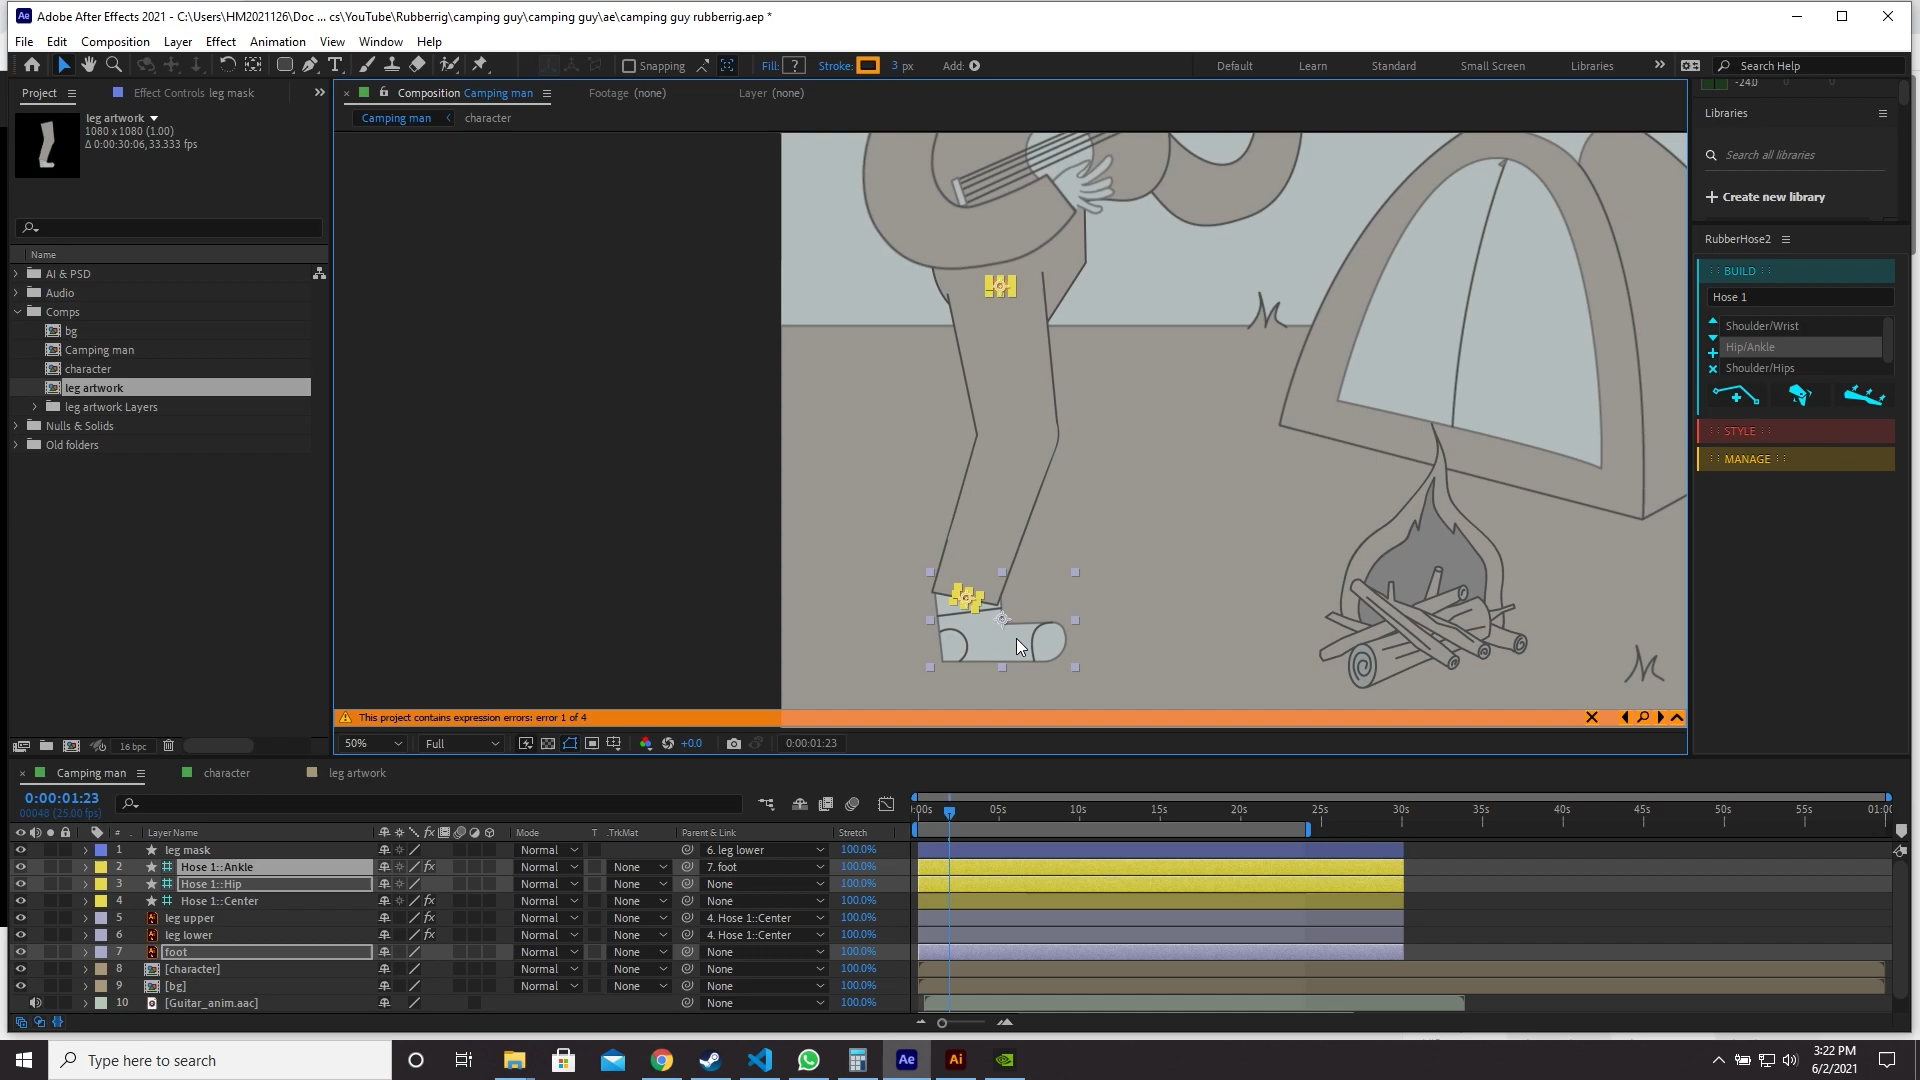 Adobe After Effects 2021 - C:\Users\HM2021126\Doc ... cs\YouTube\Rubberrig\camping guy\camping guy\ae\camping guy rubberrig.aep *
File Edit Composition Layer Effect Animation View Window Help
Snapping Fill: ? Stroke: 3 px Add: Default Learn Standard Small Screen Libraries Search Help
Project Effect Controls leg mask Composition Camping man Footage (none) Layer (none)
-24.0
Camping man character
leg artwork
1080 x 1080 (1.00)
Δ 0:00:30:06, 33.333 fps
Libraries
Search all libraries
+ Create new library
RubberHose2
BUILD
Hose 1
Shoulder/Wrist
Hip/Ankle
Shoulder/Hips
STYLE
MANAGE
Name
AI & PSD
Audio
Comps
bg
Camping man
character
leg artwork
leg artwork Layers
Nulls & Solids
Old folders
This project contains expression errors: error 1 of 4
16 bpc
50% Full +0.0 0:00:01:23
Camping man character leg artwork
0:00:01:23
00048 (25.00 fps)
:00s 05s 10s 15s 20s 25s 30s 35s 40s 45s 50s 55s 01:00
# Layer Name Mode T .TrkMat Parent & Link Stretch
1 leg mask Normal 6. leg lower 100.0%
2 Hose 1::Ankle Normal None 7. foot 100.0%
3 Hose 1::Hip Normal None None 100.0%
4 Hose 1::Center Normal None None 100.0%
5 leg upper Normal None 4. Hose 1::Center 100.0%
6 leg lower Normal None 4. Hose 1::Center 100.0%
7 foot Normal None None 100.0%
8 [character] Normal None None 100.0%
9 [bg] Normal None None 100.0%
10 [Guitar_anim.aac] None 100.0%
Type here to search
Ae Ai
3:22 PM
6/2/2021